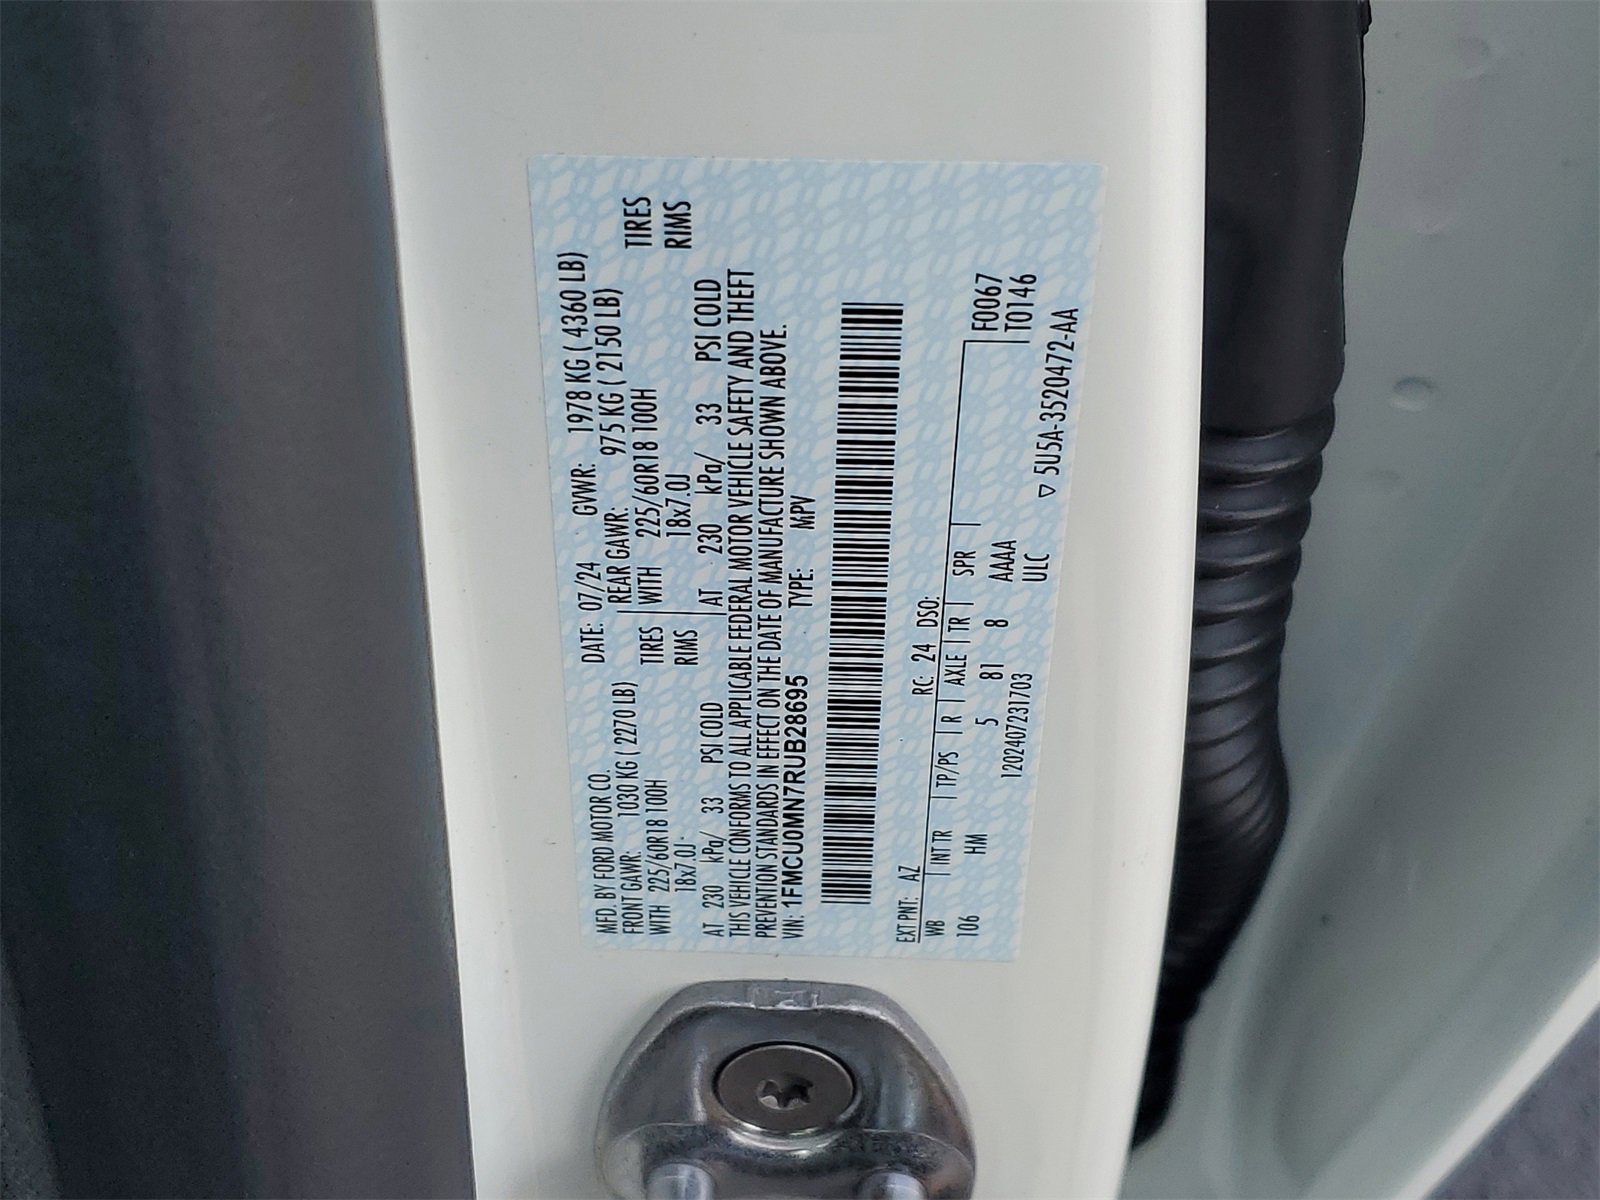 MFD. BY FORD MOTOR CO. DATE: 07/24 GVWR: 1978 KG ( 4360 LB)
FRONT GAWR: 1030 KG ( 2270 LB) REAR GAWR: 975 KG ( 2150 LB)
WITH 225/60R18 100H TIRES WITH 225/60R18 100H TIRES
18x7.0J RIMS 18x7.0J RIMS
AT 230 kPa/ 33 PSI COLD AT 230 kPa/ 33 PSI COLD
THIS VEHICLE CONFORMS TO ALL APPLICABLE FEDERAL MOTOR VEHICLE SAFETY AND THEFT
PREVENTION STANDARDS IN EFFECT ON THE DATE OF MANUFACTURE SHOWN ABOVE.
VIN: 1FMCU0MN7RUB28695 TYPE: MPV
EXT PNT: AZ RC: 24 DSO:
WB INT TR TP/PS R AXLE TR SPR F0067
106 HM 5 81 8 AAAA T0146
120240723170​3 ULC ▽ 5U5A-3520472-AA